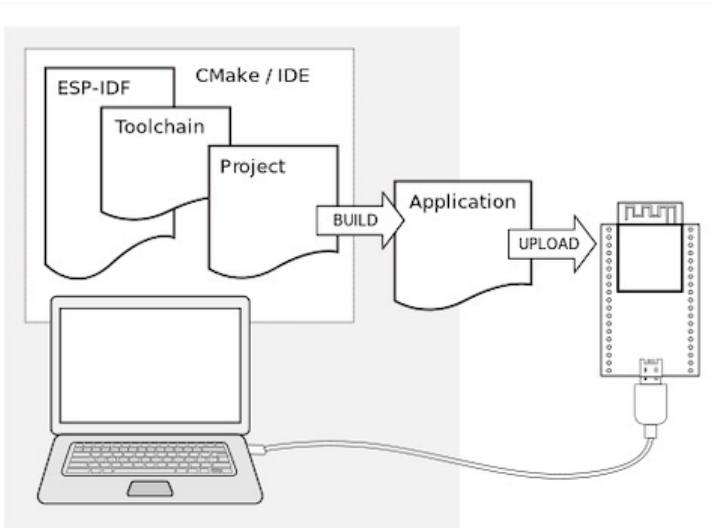 CMake / IDE
ESP-IDF
Toolchain
Project
BUILD
Application
UPLOAD